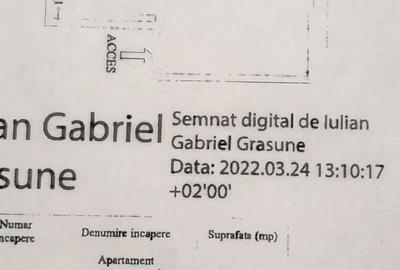 ACCES
an Gabriel
sune
Semnat digital de Iulian
Gabriel Grasune
Data: 2022.03.24 13:10:17
+02'00'
Numar
ncapere
Denumire incapere
Suprafata (mp)
Apartament